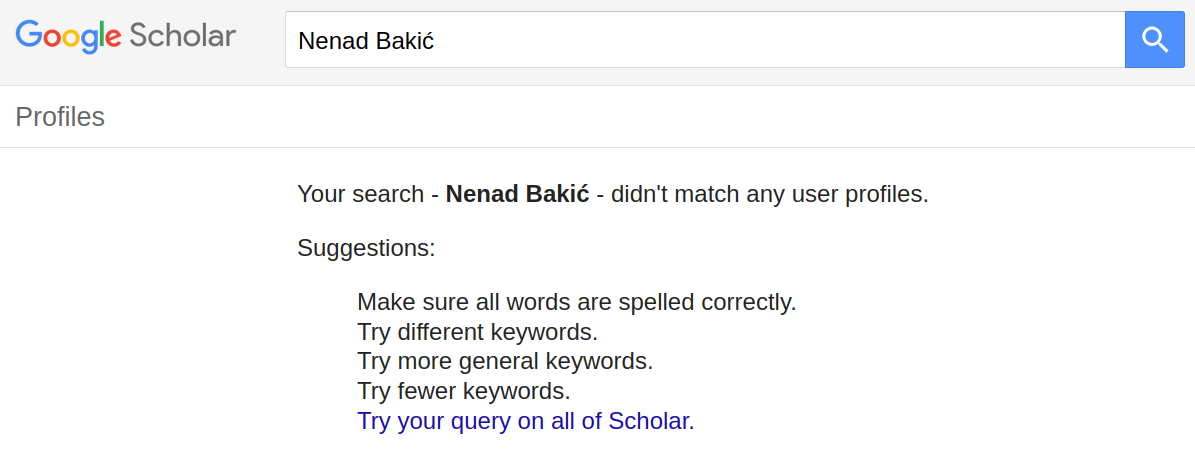 Google Scholar
Nenad Bakić
Profiles
Your search - Nenad Bakić - didn't match any user profiles.
Suggestions:
Make sure all words are spelled correctly.
Try different keywords.
Try more general keywords.
Try fewer keywords.
Try your query on all of Scholar.